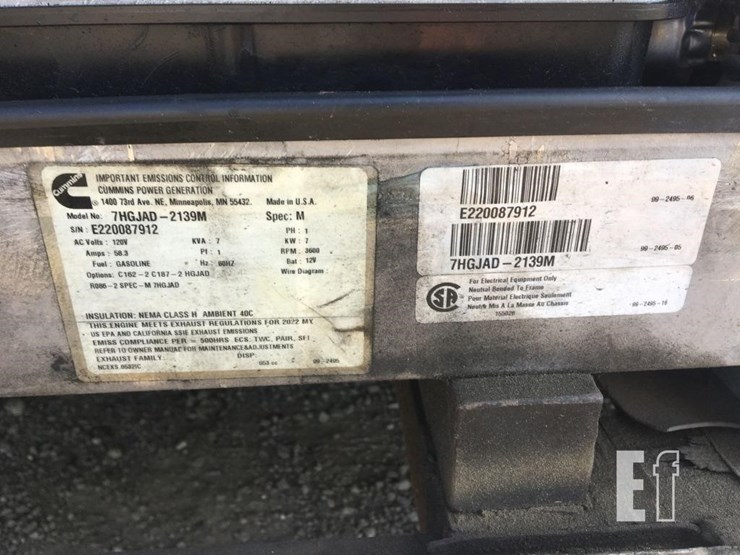 Cummins
IMPORTANT EMISSIONS CONTROL INFORMATION
CUMMINS POWER GENERATION
® 1400 73rd Ave. NE, Minneapolis, MN 55432. Made in U.S.A.
Model No: 7HGJAD-2139M Spec: M
S/N : E220087912 PH : 1
AC Volts : 120V KVA : 7 KW : 7
Amps : 58.3 Pf : 1 RPM : 3600
Fuel : GASOLINE Hz : 60HZ Bat : 12V
Options: C162-2 C187-2 HGJAD Wire Diagram:
R086-2 SPEC-M 7HGJAD
INSULATION: NEMA CLASS H AMBIENT 40C
THIS ENGINE MEETS EXHAUST REGULATIONS FOR 2022 MY.
US EPA AND CALIFORNIA SSIE EXHAUST EMISSIONS
EMISS COMPLIANCE PER = 500HRS ECS: TWC, PAIR, SFI
REFER TO OWNER MANUAL FOR MAINTENANCE&ADJUSTMENTS
EXHAUST FAMILY: DISP:
E220087912
7HGJAD-2139M
CSA
For Electrical Equipment Only
Neutral Bonded To Frame
Pour Materiel Electrique Seulement
Neutre Mis A La Masse Au Chassis
Ef